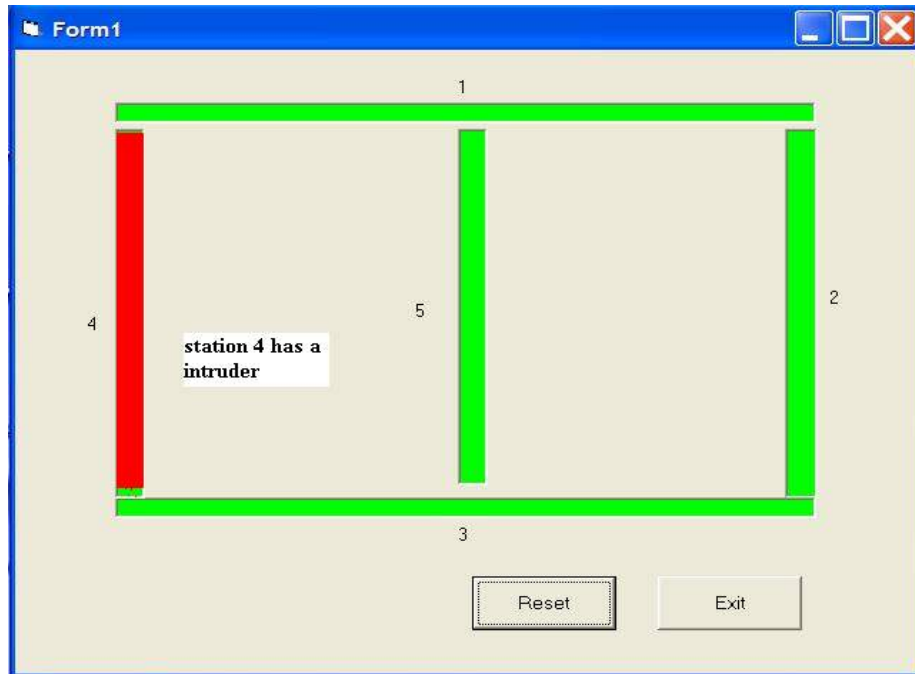 Form1
1
4
5
2
station 4 has a
intruder
3
Reset
Exit